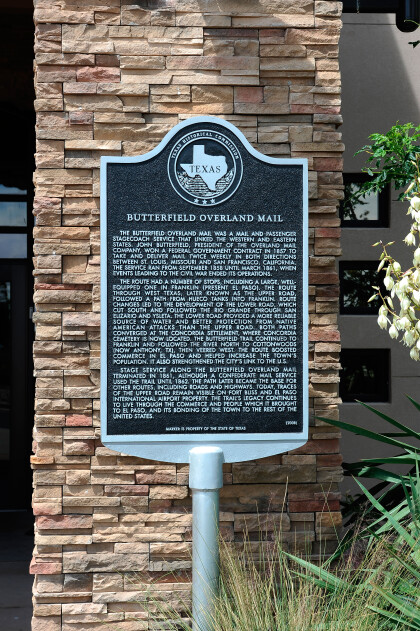 TEXAS HISTORICAL COMMISSION
TEXAS
BUTTERFIELD OVERLAND MAIL
THE BUTTERFIELD OVERLAND MAIL WAS A MAIL AND PASSENGER
STAGECOACH SERVICE THAT LINKED THE WESTERN AND EASTERN
STATES. JOHN BUTTERFIELD, PRESIDENT OF THE OVERLAND MAIL
COMPANY, WON A FEDERAL GOVERNMENT CONTRACT IN 1857 TO
TAKE AND DELIVER MAIL TWICE WEEKLY IN BOTH DIRECTIONS
BETWEEN ST. LOUIS, MISSOURI AND SAN FRANCISCO, CALIFORNIA.
THE SERVICE RAN FROM SEPTEMBER 1858 UNTIL MARCH 1861, WHEN
EVENTS LEADING TO THE CIVIL WAR ENDED ITS OPERATIONS.
THE ROUTE HAD A NUMBER OF STOPS, INCLUDING A LARGE, WELL-
EQUIPPED ONE IN FRANKLIN (PRESENT EL PASO). THE ROUTE
THROUGH WEST TEXAS, LATER KNOWN AS THE UPPER ROAD,
FOLLOWED A PATH FROM HUECO TANKS INTO FRANKLIN. ROUTE
CHANGES LED TO THE DEVELOPMENT OF THE LOWER ROAD, WHICH
CUT SOUTH AND FOLLOWED THE RIO GRANDE THROUGH SAN
ELIZARIO AND YSLETA. THE LOWER ROAD PROVIDED A MORE RELIABLE
SOURCE OF WATER AND BETTER PROTECTION FROM NATIVE
AMERICAN ATTACKS THAN THE UPPER ROAD. BOTH PATHS
CONVERGED AT THE CONCORDIA SETTLEMENT, WHERE CONCORDIA
CEMETERY IS NOW LOCATED. THE BUTTERFIELD TRAIL CONTINUED TO
FRANKLIN AND FOLLOWED THE RIVER NORTH TO COTTONWOODS
(NOW ANTHONY, TX), THEN VEERED WEST. THE ROUTE BOOSTED
COMMERCE IN EL PASO AND HELPED INCREASE THE TOWN'S
POPULATION. IT ALSO STRENGTHENED THE CITY'S LINK TO THE U.S.
STAGE SERVICE ALONG THE BUTTERFIELD OVERLAND MAIL
TERMINATED IN 1861, ALTHOUGH A CONFEDERATE MAIL SERVICE
USED THE TRAIL UNTIL 1862. THE PATH LATER BECAME THE BASE FOR
OTHER ROUTES, INCLUDING ROADS AND HIGHWAYS. TODAY, TRACES
OF THE UPPER ROAD REMAIN VISIBLE ON FORT BLISS AND EL PASO
INTERNATIONAL AIRPORT PROPERTY. THE TRAIL'S LEGACY CONTINUES
TO LIVE THROUGH THE COMMERCE AND PEOPLE WHICH IT BROUGHT
TO EL PASO, AND ITS BONDING OF THE TOWN TO THE REST OF THE
UNITED STATES.
(2008)
MARKER IS PROPERTY OF THE STATE OF TEXAS